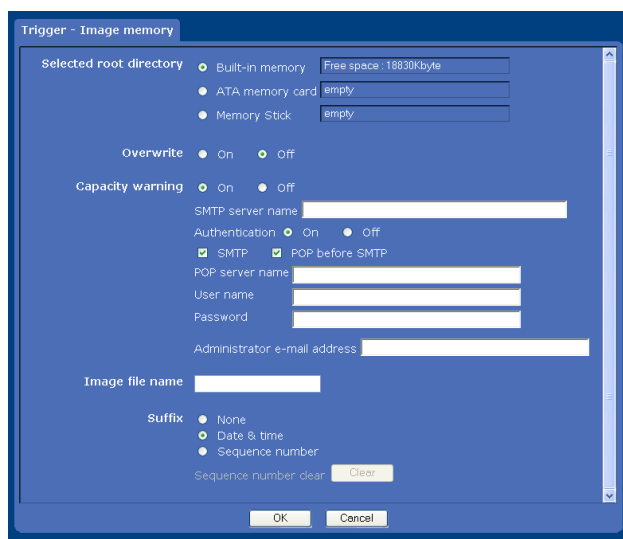 Trigger - Image memory
Selected root directory Built-in memory Free space : 18830Kbyte
ATA memory card empty
Memory Stick empty
Overwrite On Off
Capacity warning On Off
SMTP server name
Authentication On Off
SMTP POP before SMTP
POP server name
User name
Password
Administrator e-mail address
Image file name
Suffix None
Date & time
Sequence number
Sequence number clear Clear
OK Cancel